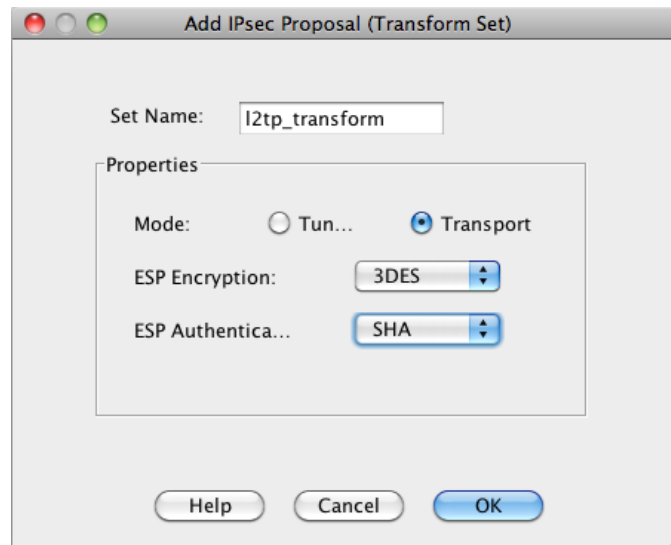 Add IPsec Proposal (Transform Set)
Set Name: l2tp_transform
Properties
Mode: Tun... Transport
ESP Encryption: 3DES
ESP Authentica... SHA
Help Cancel OK